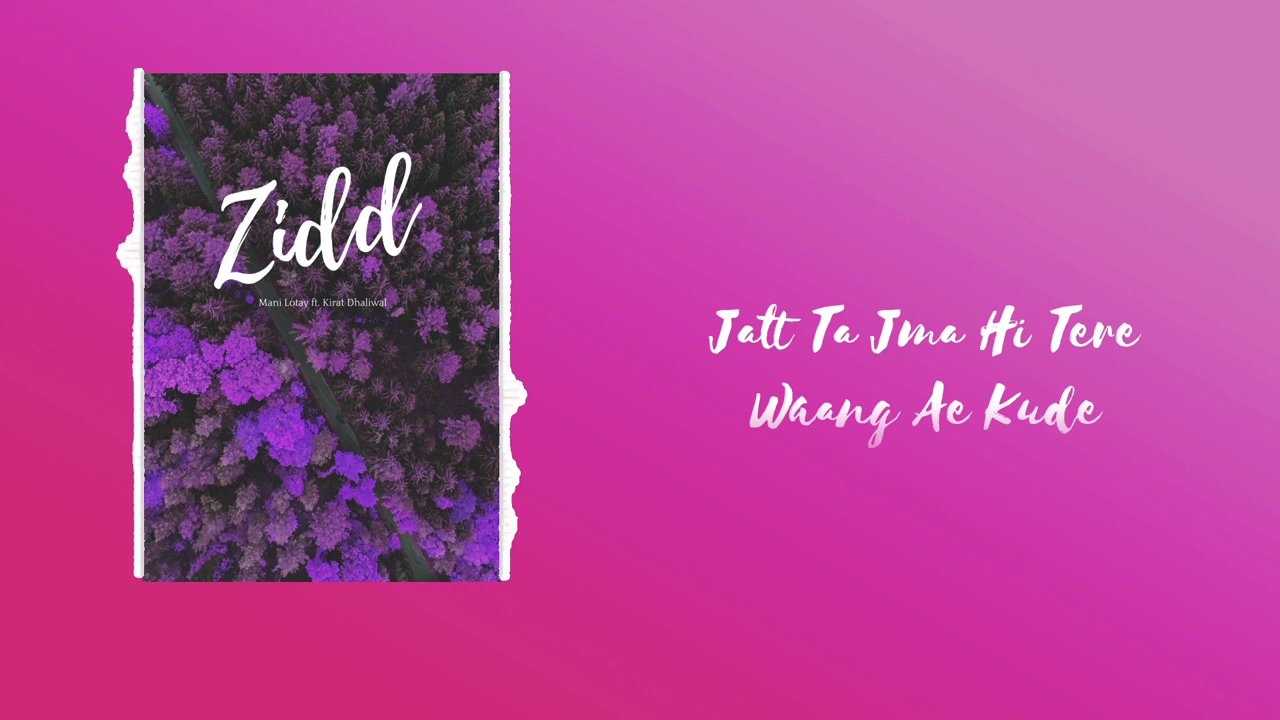 Zidd
Mani Lotay ft. Kirat Dhaliwal
Jatt Ta Jma Hi Tere
Waang Ae Kude